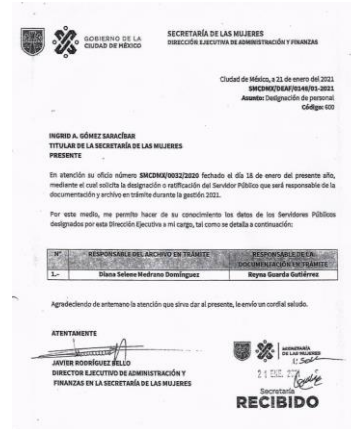 GOBIERNO DE LA
CIUDAD DE MÉXICO
SECRETARÍA DE LAS MUJERES
DIRECCIÓN EJECUTIVA DE ADMINISTRACIÓN Y FINANZAS
Ciudad de México, a 21 de enero del 2021
SMCDMX/DEAF/0146/01-2021
Asunto: Designación de personal
Código: 600
INGRID A. GÓMEZ SARACÍBAR
TITULAR DE LA SECRETARÍA DE LAS MUJERES
PRESENTE
En atención su oficio número SMCDMX/0032/2020 fechado el día 18 de enero del presente año,
mediante el cual solicita la designación o ratificación del Servidor Público que será responsable de la
documentación y archivo en trámite durante la gestión 2021.
Por este medio, me permito hacer de su conocimiento los datos de los Servidores Públicos
designados por esta Dirección Ejecutiva a mi cargo, tal como se detalla a continuación:
N° RESPONSABLE DEL ARCHIVO EN TRÁMITE RESPONSABLE DE LA
DOCUMENTACIÓN EN TRÁMITE
1.- Diana Selene Medrano Domínguez Reyna Guarda Gutiérrez
Agradeciendo de antemano la atención que sirva dar al presente, le envío un cordial saludo.
ATENTAMENTE
JAVIER RODRÍGUEZ BELLO
DIRECTOR EJECUTIVO DE ADMINISTRACIÓN Y
FINANZAS EN LA SECRETARÍA DE LAS MUJERES
SECRETARÍA
DE LAS MUJERES
21 ENE.
Secretaría
RECIBIDO